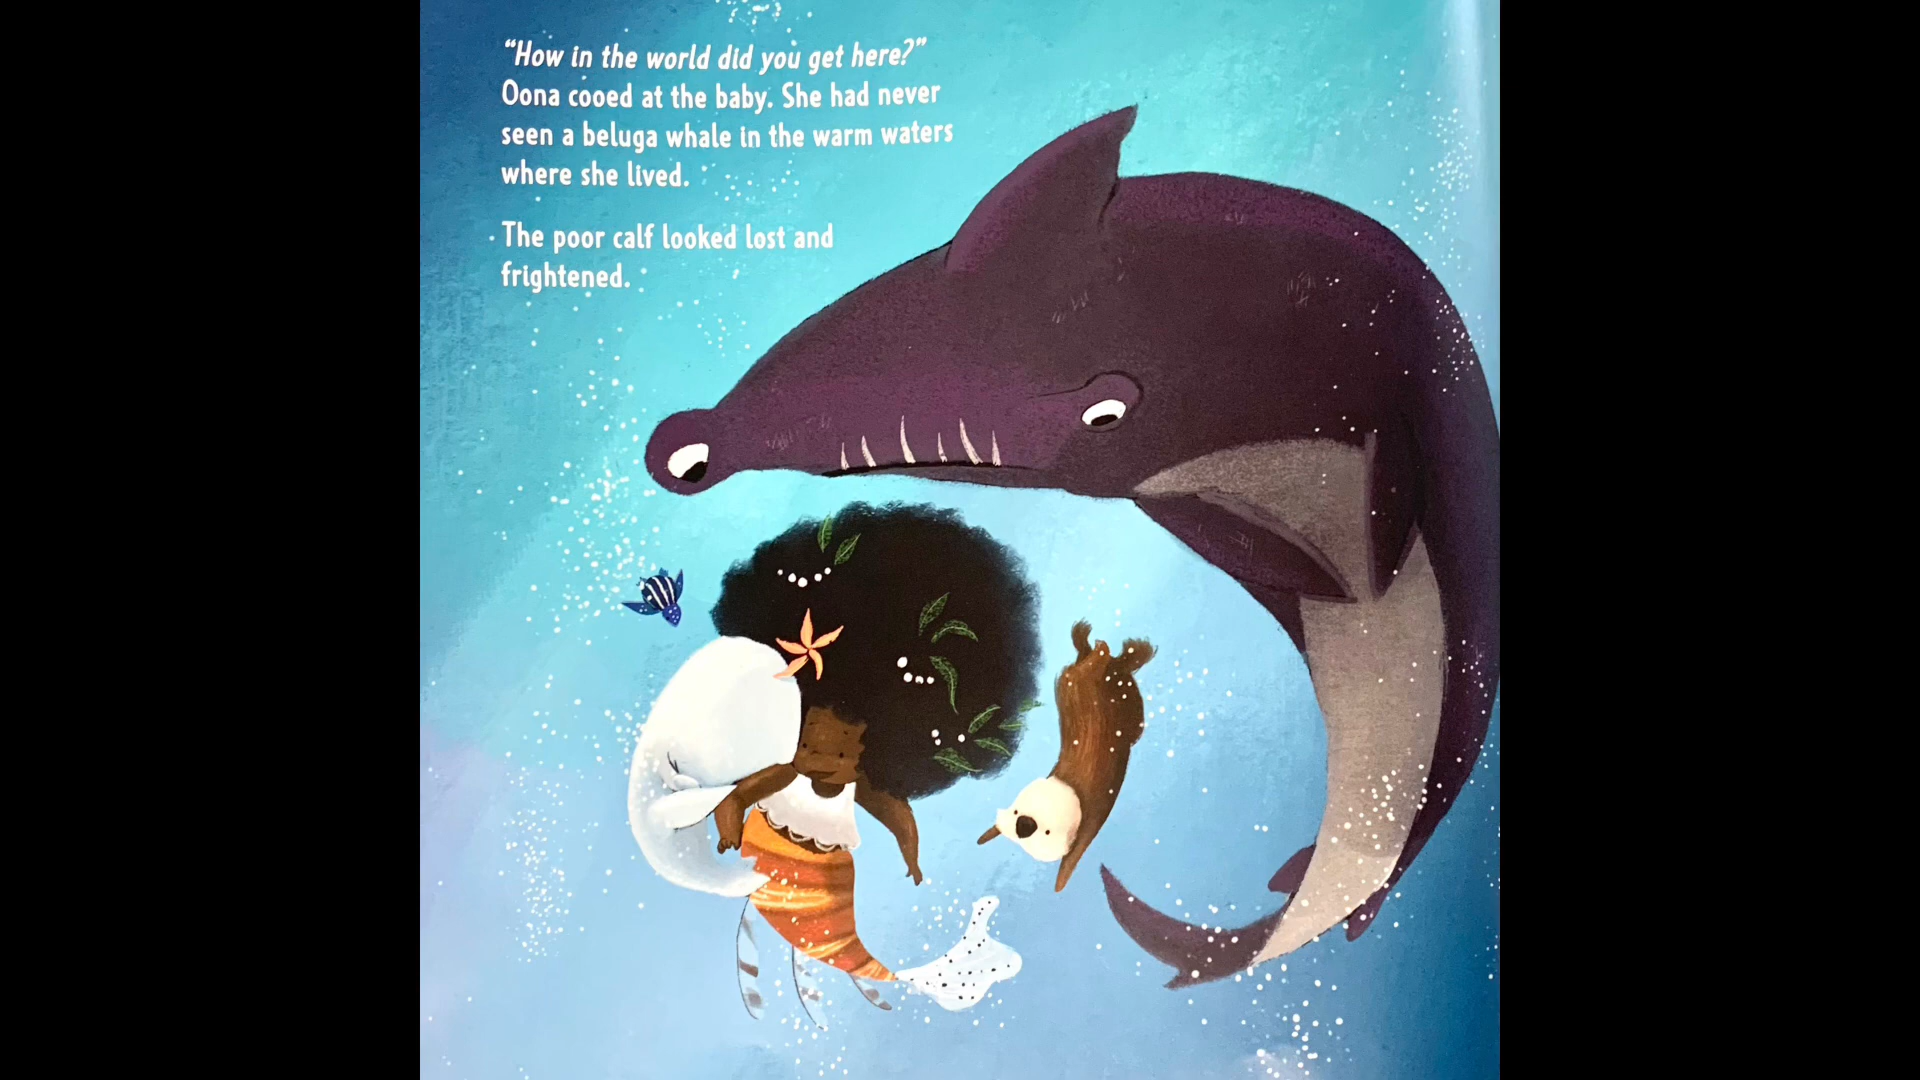 “How in the world did you get here?”
Oona cooed at the baby. She had never
seen a beluga whale in the warm waters
where she lived.
The poor calf looked lost and
frightened.